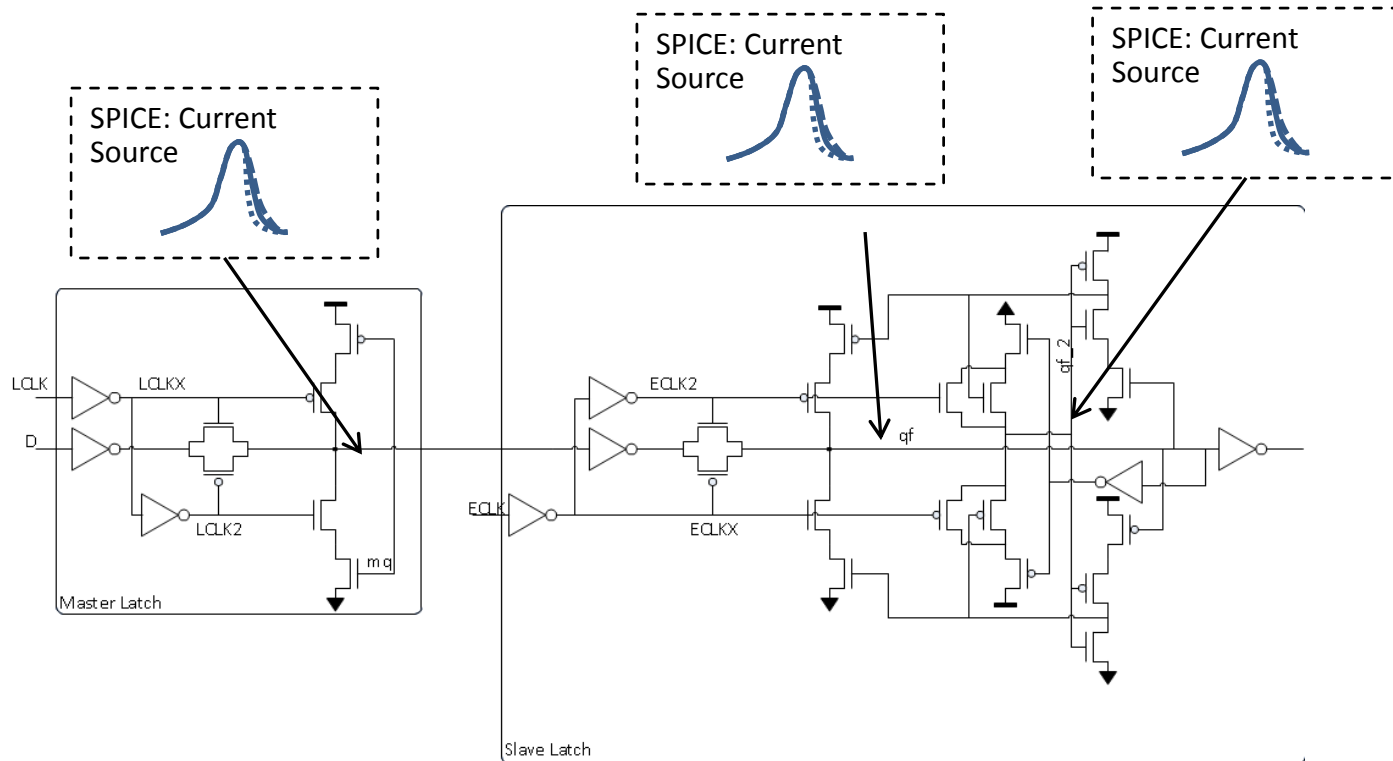 SPICE: Current
Source
SPICE: Current
Source
SPICE: Current
Source
LCLK
LCLKX
D
LCLK2
mq
Master Latch
ECLK2
ECLK
ECLKX
qf
qf_2
Slave Latch